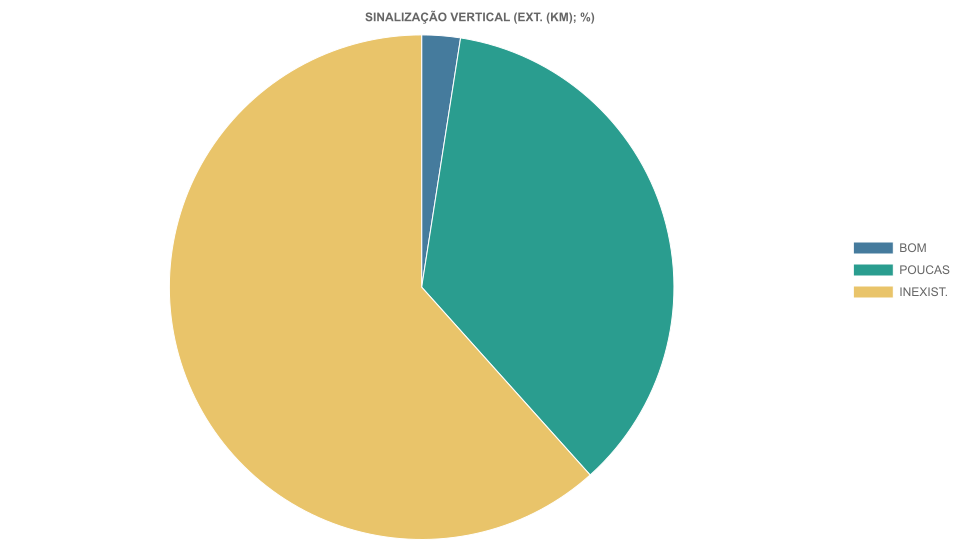 SINALIZAÇÃO VERTICAL (EXT. (KM); %)
BOM
POUCAS
INEXIST.